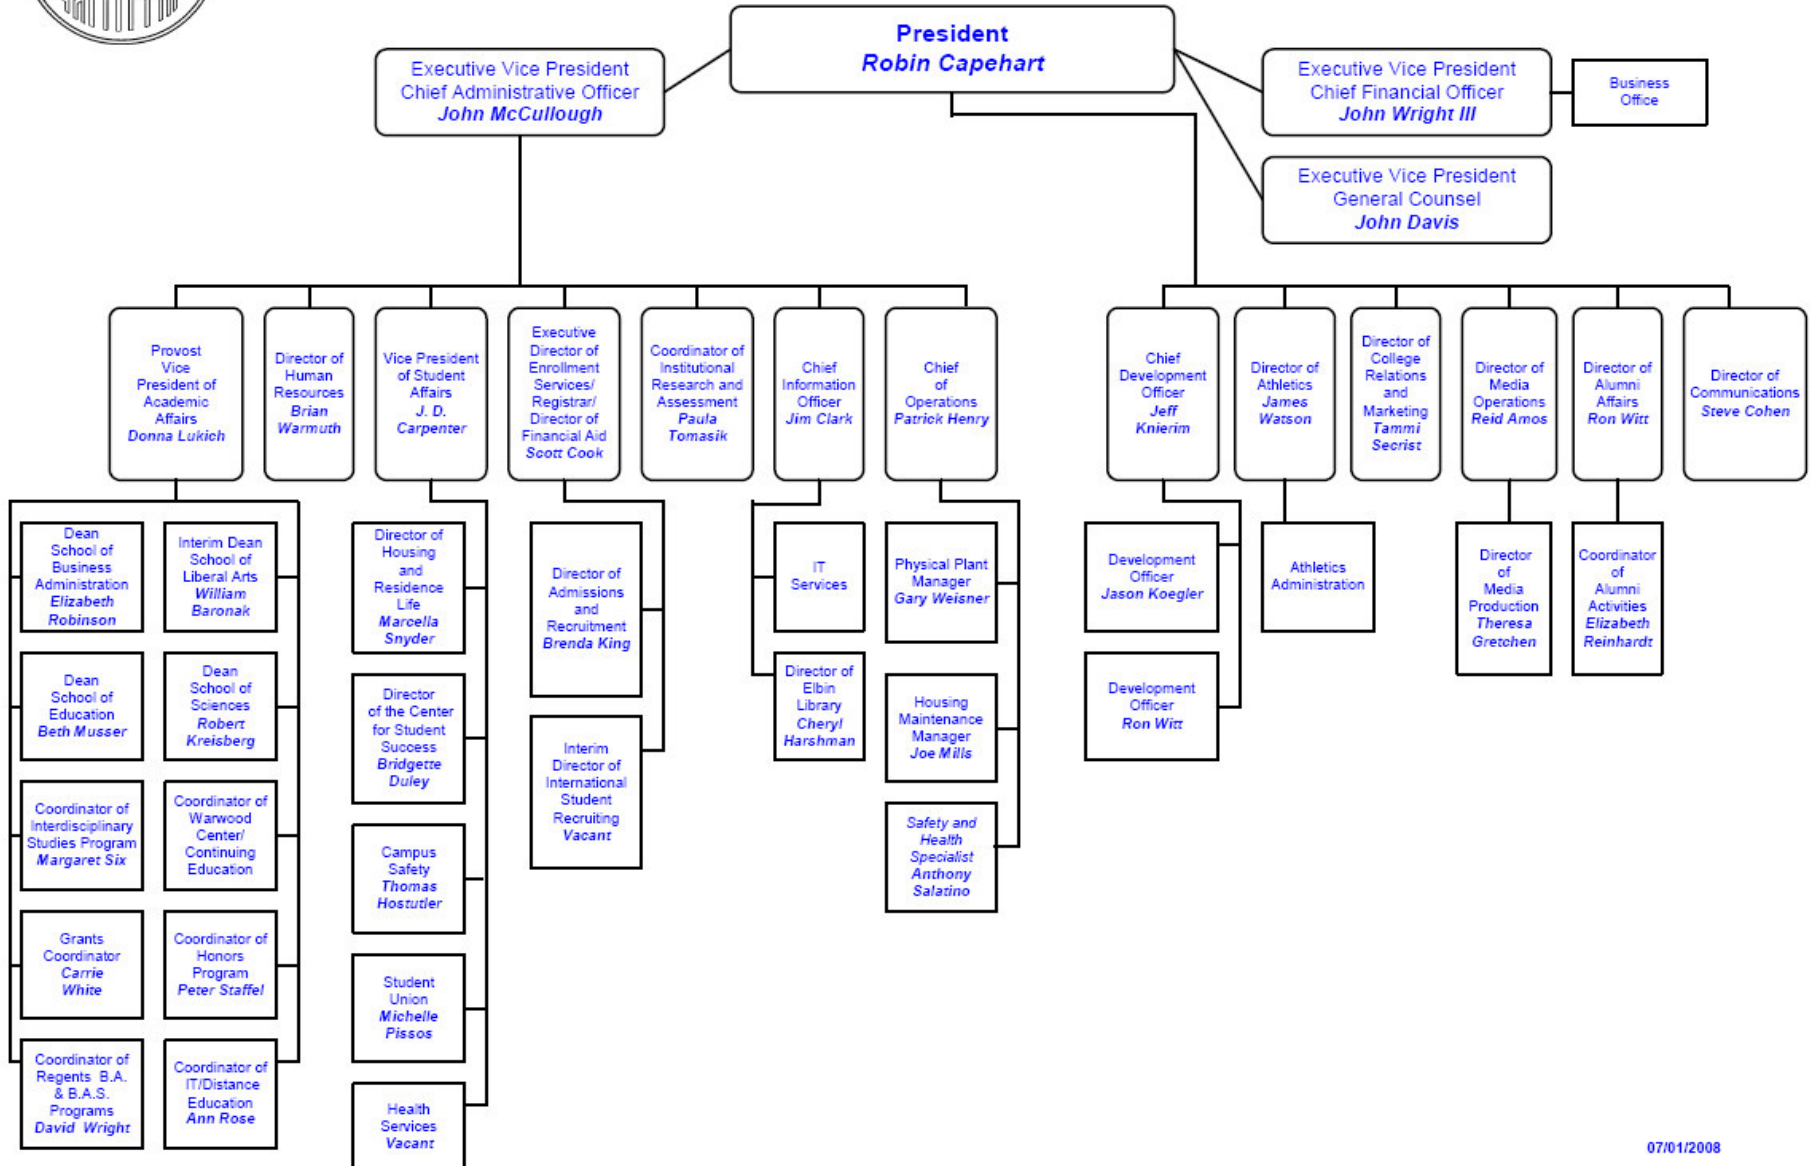 President
Robin Capehart
Executive Vice President
Chief Administrative Officer
John McCullough
Executive Vice President
Chief Financial Officer
John Wright III
Business
Office
Executive Vice President
General Counsel
John Davis
Provost
Vice
President of
Academic
Affairs
Donna Lukich
Director of
Human
Resources
Brian
Warmuth
Vice President
of Student
Affairs
J. D.
Carpenter
Executive
Director of
Enrollment
Services/
Registrar/
Director of
Financial Aid
Scott Cook
Coordinator of
Institutional
Research and
Assessment
Paula
Tomasik
Chief
Information
Officer
Jim Clark
Chief
of
Operations
Patrick Henry
Chief
Development
Officer
Jeff
Knierim
Director of
Athletics
James
Watson
Director of
College
Relations
and
Marketing
Tammi
Secrist
Director of
Media
Operations
Reid Amos
Director of
Alumni
Affairs
Ron Witt
Director of
Communications
Steve Cohen
Dean
School of
Business
Administration
Elizabeth
Robinson
Interim Dean
School of
Liberal Arts
William
Baronak
Director of
Housing
and
Residence
Life
Marcella
Snyder
Director of
Admissions
and
Recruitment
Brenda King
IT
Services
Physical Plant
Manager
Gary Weisner
Development
Officer
Jason Koegler
Athletics
Administration
Director
of
Media
Production
Theresa
Gretchen
Coordinator
of
Alumni
Activities
Elizabeth
Reinhardt
Dean
School of
Education
Beth Musser
Dean
School of
Sciences
Robert
Kreisberg
Director
of the Center
for Student
Success
Bridgette
Duley
Interim
Director of
International
Student
Recruiting
Vacant
Director of
Elbin
Library
Cheryl
Harshman
Housing
Maintenance
Manager
Joe Mills
Development
Officer
Ron Witt
Coordinator of
Interdisciplinary
Studies Program
Margaret Six
Coordinator of
Warwood
Center/
Continuing
Education
Campus
Safety
Thomas
Hostutler
Safety and
Health
Specialist
Anthony
Salatino
Grants
Coordinator
Carrie
White
Coordinator of
Honors
Program
Peter Staffel
Student
Union
Michelle
Pissos
Coordinator of
Regents B.A.
& B.A.S.
Programs
David Wright
Coordinator of
IT/Distance
Education
Ann Rose
Health
Services
Vacant
07/01/2008